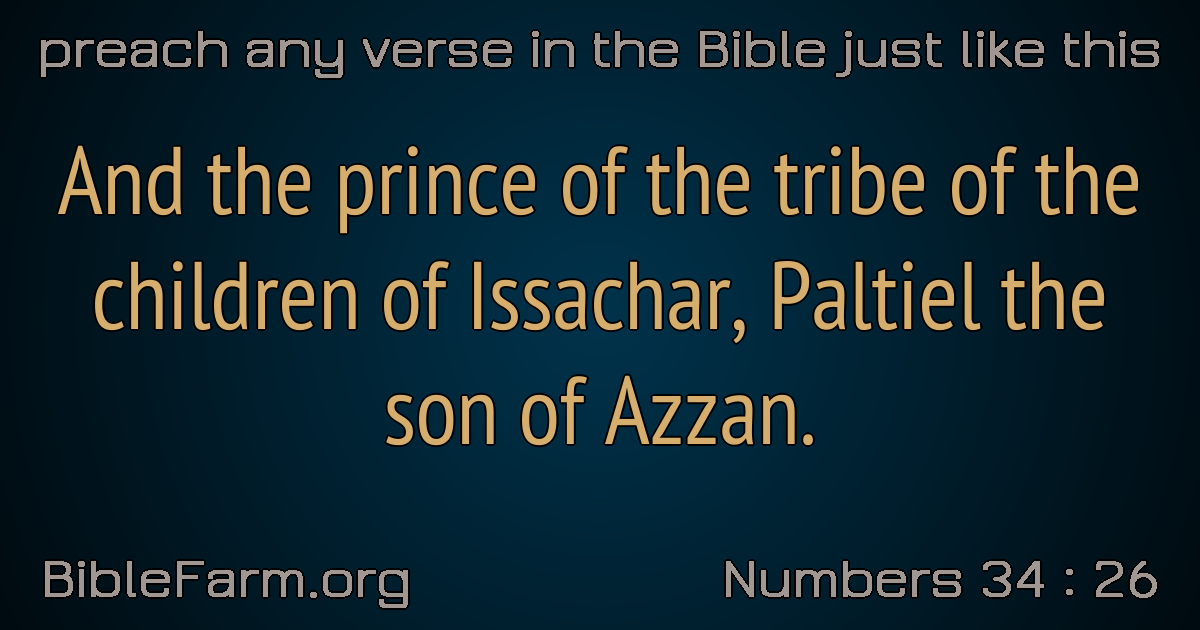 preach any verse in the Bible just like this
And the prince of the tribe of the
children of Issachar, Paltiel the
son of Azzan.
BibleFarm.org
Numbers 34 : 26